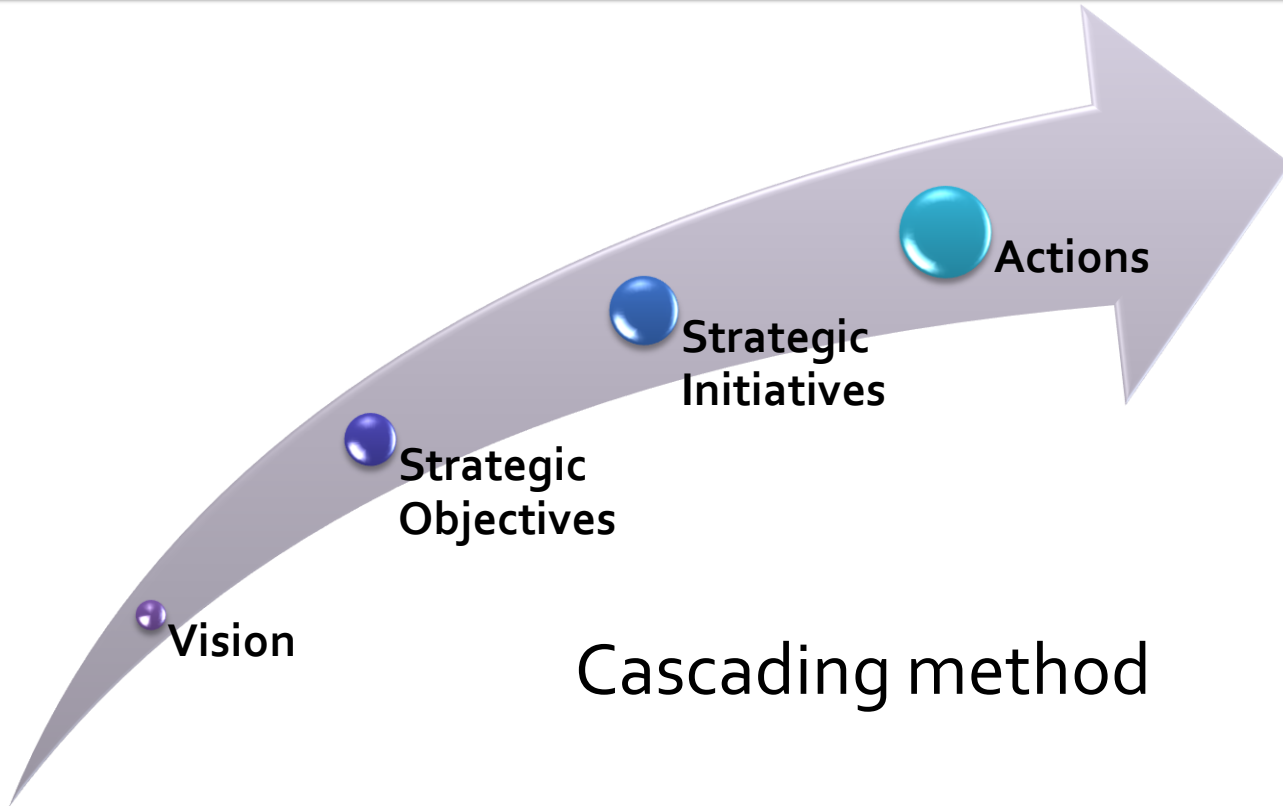 Actions
Strategic
Initiatives
Strategic
Objectives
Vision
Cascading method